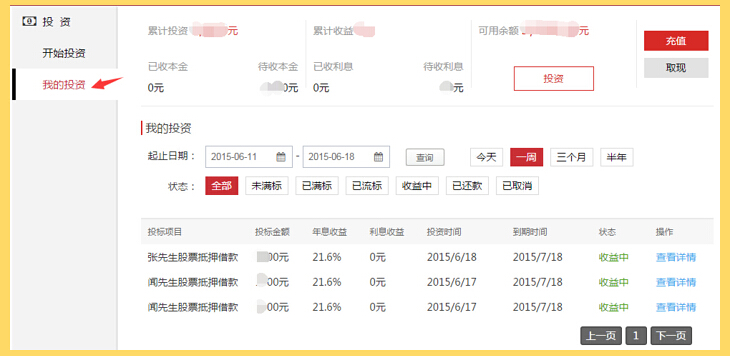 投 资
开始投资
我的投资
累计投资 元
累计收益
可用余额 元
充值
取现
已收本金 待收本金
0元 0元
已收利息 待收利息
0元 元
投资
我的投资
起止日期： 2015-06-11 - 2015-06-18 查询 今天 一周 三个月 半年
状态： 全部 未满标 已满标 已流标 收益中 已还款 已取消
投标项目 投标金额 年息收益 利息收益 投资时间 到期时间 状态 操作
张先生股票抵押借款 00元 21.6% 0元 2015/6/18 2015/7/18 收益中 查看详情
闻先生股票抵押借款 00元 21.6% 0元 2015/6/17 2015/7/18 收益中 查看详情
闻先生股票抵押借款 00元 21.6% 0元 2015/6/17 2015/7/18 收益中 查看详情
上一页 1 下一页